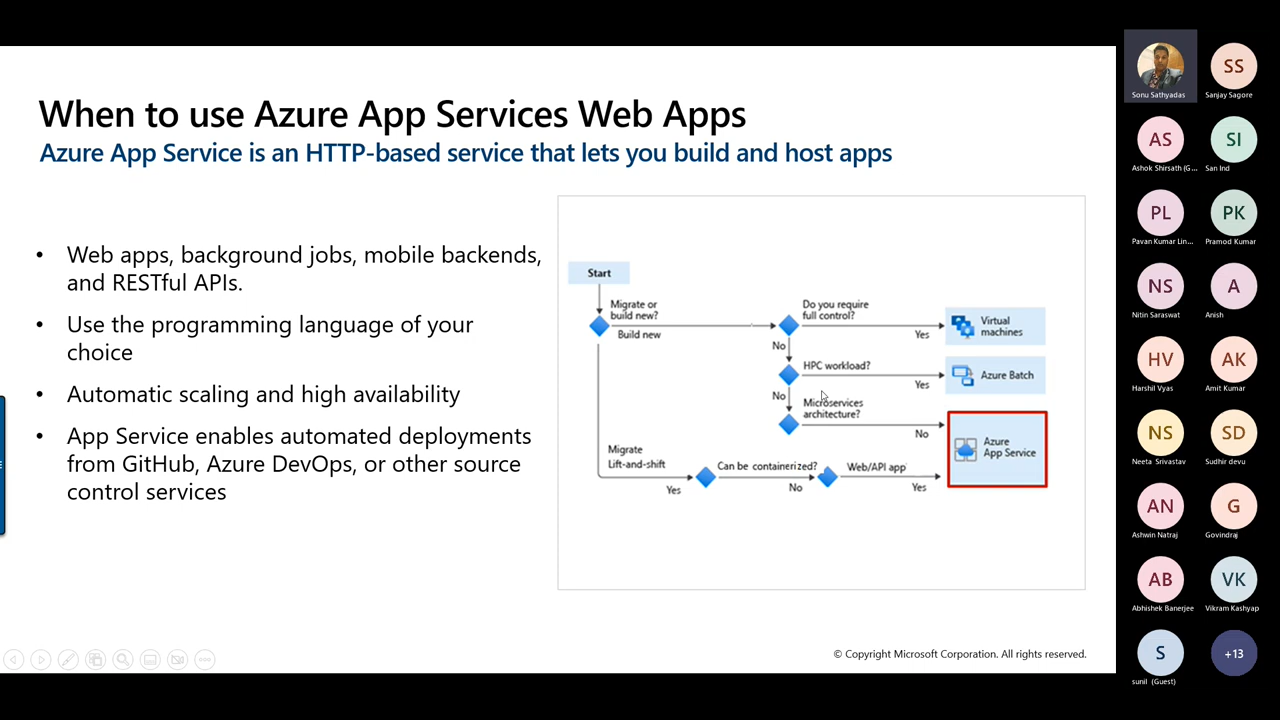 When to use Azure App Services Web Apps
Azure App Service is an HTTP-based service that lets you build and host apps
• Web apps, background jobs, mobile backends,
and RESTful APIs.
• Use the programming language of your
choice
• Automatic scaling and high availability
• App Service enables automated deployments
from GitHub, Azure DevOps, or other source
control services
Start
Migrate or
build new?
Build new
Do you require
full control?
Yes
Virtual
machines
No
HPC workload?
Yes
Azure Batch
No
Microservices
architecture?
No
Azure
App Service
Migrate
Lift-and-shift
Yes
Can be containerized?
No
Web/API app
Yes
© Copyright Microsoft Corporation. All rights reserved.
Sonu Sathyadas
SS
Sanjay Sagore
AS
Ashok Shirsath (G...
SI
San Ind
PL
Pavan Kumar Lin...
PK
Pramod Kumar
NS
Nitin Saraswat
A
Anish
HV
Harshil Vyas
AK
Amit Kumar
NS
Neeta Srivastav
SD
Sudhir devu
AN
Ashwin Natraj
G
Govindraj
AB
Abhishek Banerjee
VK
Vikram Kashyap
S
sunil (Guest)
+13